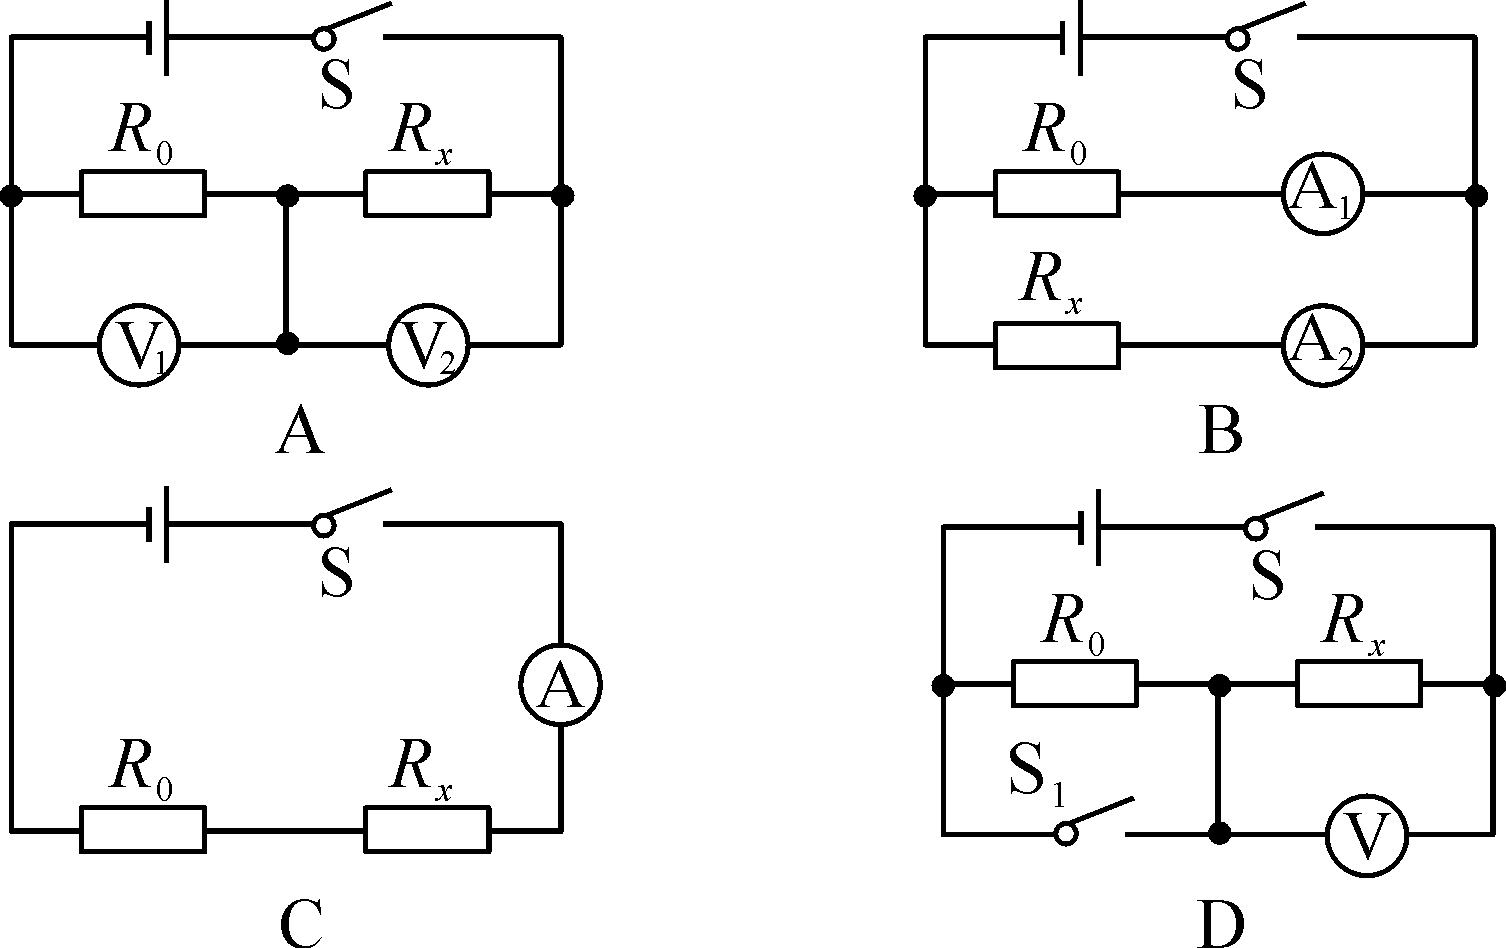 S S
R₀ Rₓ R₀ A₁
Rₓ
V₁ V₂ A₂
A B
S S
R₀ Rₓ
A
R₀ Rₓ S₁
V
C D